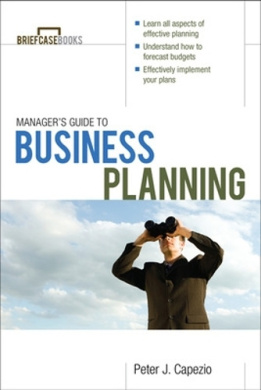 BRIEFCASEBOOKS
Learn all aspects of
effective planning
Understand how to
forecast budgets
Effectively implement
your plans
MANAGER'S GUIDE TO
BUSINESS
PLANNING
Peter J. Capezio